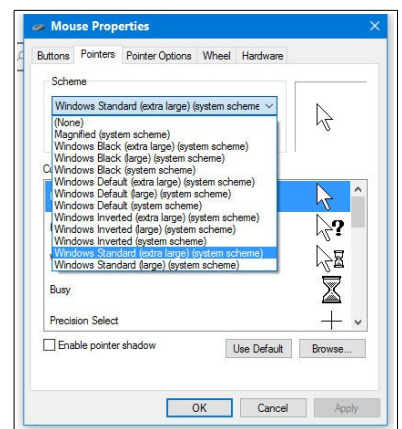 Mouse Properties
Buttons Pointers Pointer Options Wheel Hardware
Scheme
Windows Standard (extra large) (system scheme
(None)
Magnified (system scheme)
Windows Black (extra large) (system scheme)
Windows Black (large) (system scheme)
Windows Black (system scheme)
Windows Default (extra large) (system scheme)
Windows Default (large) (system scheme)
Windows Default (system scheme)
Windows Inverted (extra large) (system scheme)
Windows Inverted (large) (system scheme)
Windows Inverted (system scheme)
Windows Standard (extra large) (system scheme)
Windows Standard (large) (system scheme)
Busy
Precision Select
Enable pointer shadow
Use Default Browse...
OK Cancel Apply